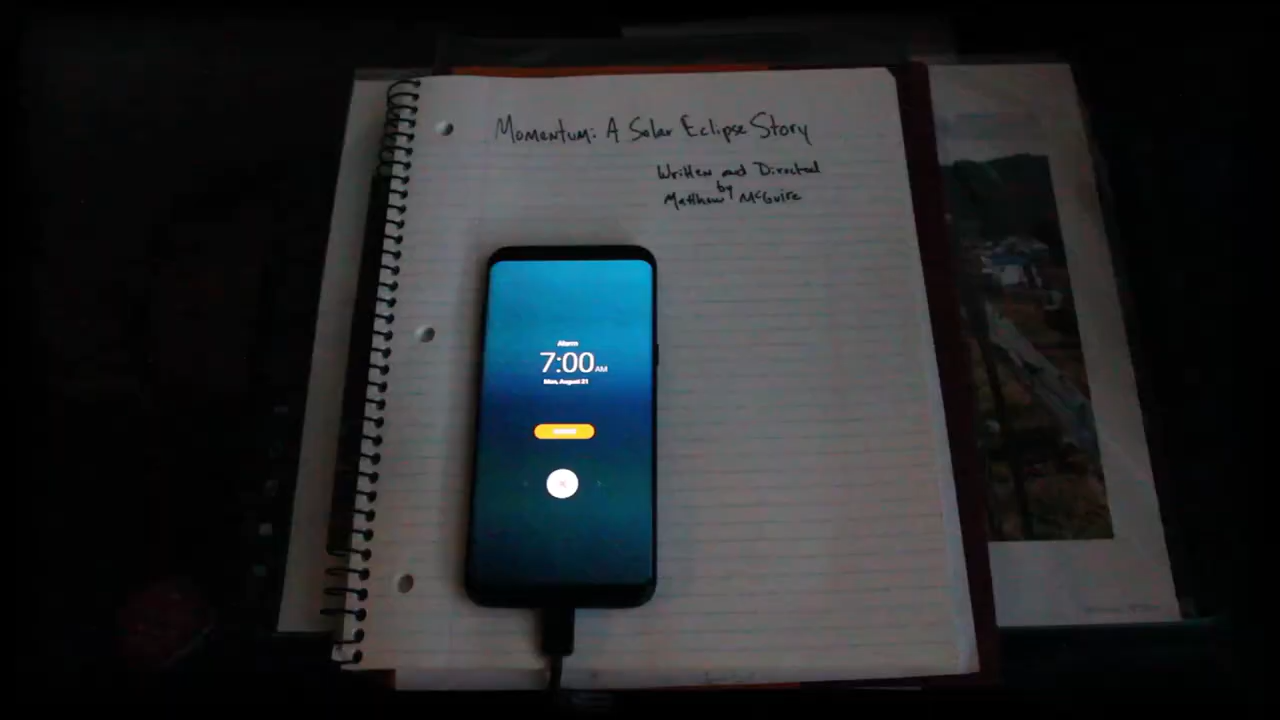 Momentum: A Solar Eclipse Story
Written and Directed
by
Matthew McGuire
Alarm
7:00 AM
Mon, August 21